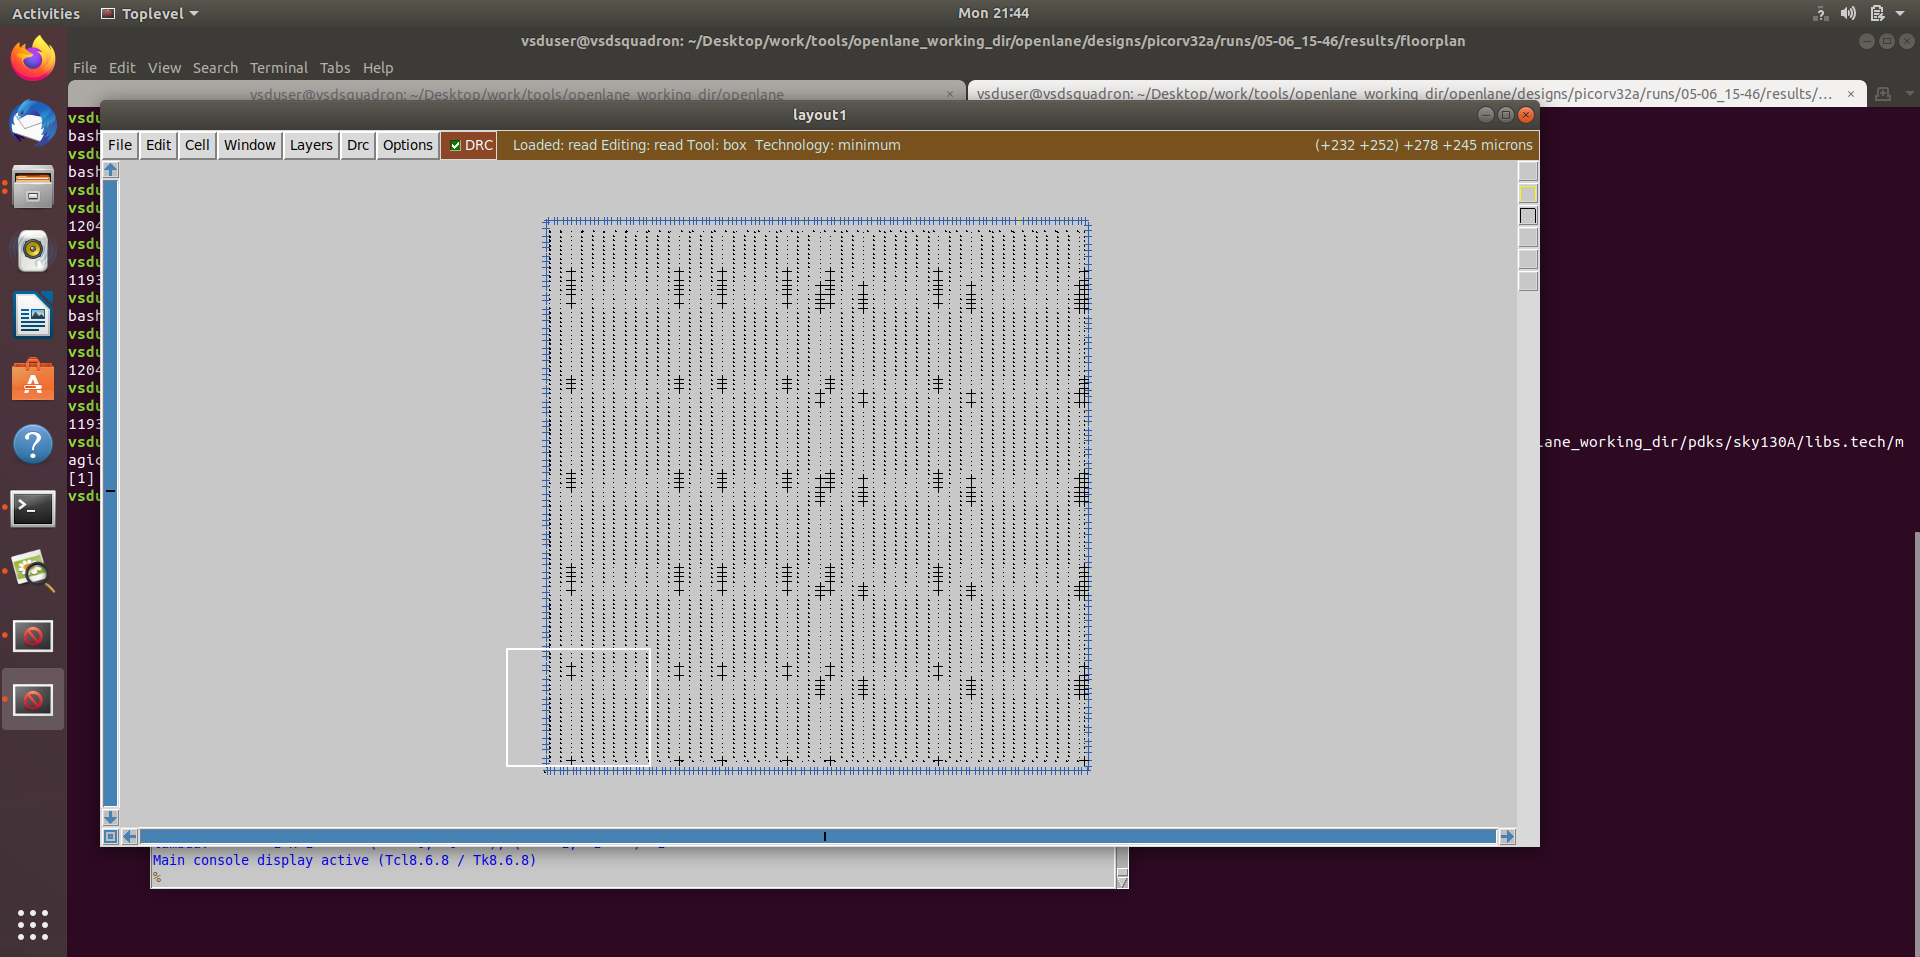 Activities
Toplevel
Mon 21:44
vsduser@vsdsquadron: ~/Desktop/work/tools/openlane_working_dir/openlane/designs/picorv32a/runs/05-06_15-46/results/floorplan
File Edit View Search Terminal Tabs Help
vsduser@vsdsquadron: ~/Desktop/work/tools/openlane_working_dir/openlane ×
vsduser@vsdsquadron: ~/Desktop/work/tools/openlane_working_dir/openlane/designs/picorv32a/runs/05-06_15-46/results/... ×
layout1
File Edit Cell Window Layers Drc Options DRC Loaded: read Editing: read Tool: box Technology: minimum (+232 +252) +278 +245 microns
vsdu
bash
vsdu
bash
vsdu
vsdu
1204
vsdu
vsdu
1193
vsdu
bash
vsdu
vsdu
1204
vsdu
vsdu
1193
vsdu lane_working_dir/pdks/sky130A/libs.tech/m
agic
[1]
vsdu
Main console display active (Tcl8.6.8 / Tk8.6.8)
%